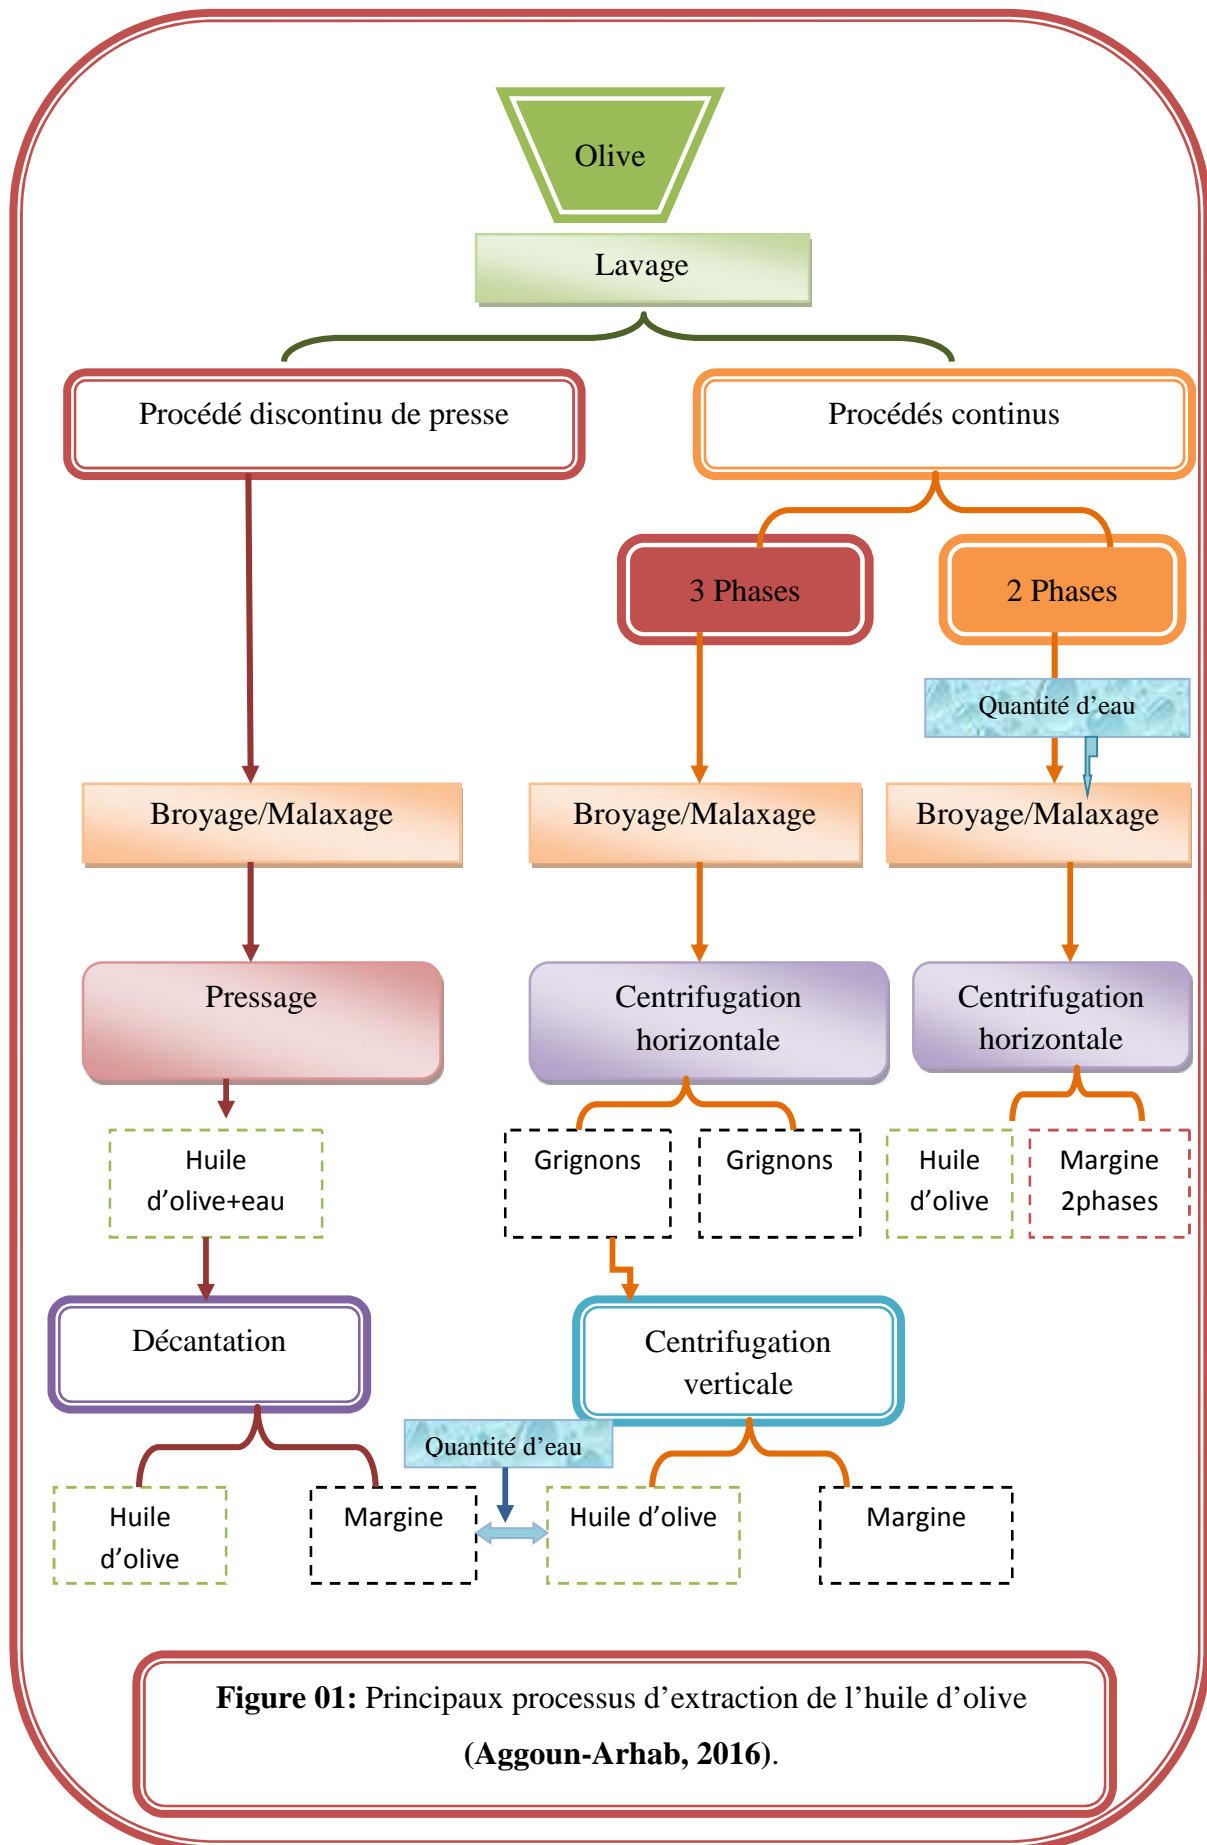 Olive
Lavage
Procédé discontinu de presse
Procédés continus
3 Phases
2 Phases
Quantité d’eau
Broyage/Malaxage
Broyage/Malaxage
Broyage/Malaxage
Pressage
Centrifugation
horizontale
Centrifugation
horizontale
Huile
d’olive+eau
Grignons
Grignons
Huile
d’olive
Margine
2phases
Décantation
Centrifugation
verticale
Quantité d’eau
Huile
d’olive
Margine
Huile d’olive
Margine
Figure 01: Principaux processus d’extraction de l’huile d’olive
(Aggoun-Arhab, 2016).